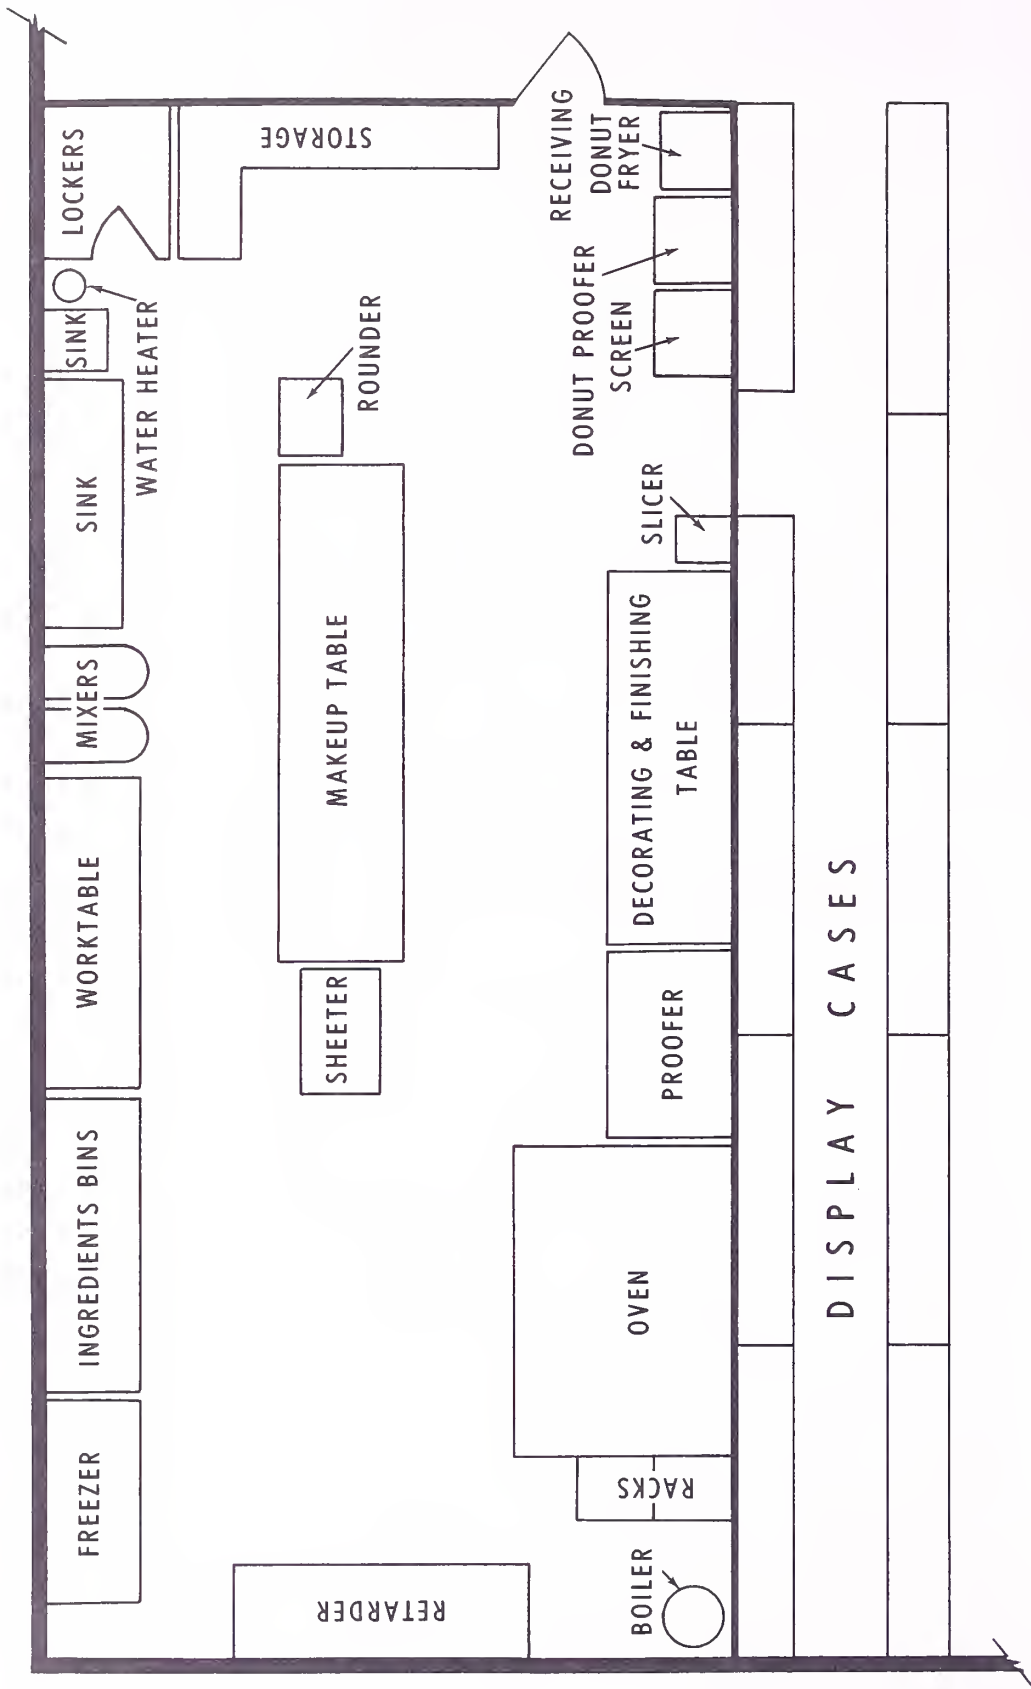 LOCKERS
STORAGE
RECEIVING
DONUT
FRYER
SINK
WATER HEATER
ROUNDER
DONUT PROOFER
SCREEN
SINK
SLICER
MIXERS
MAKEUP TABLE
DECORATING & FINISHING
TABLE
WORKTABLE
SHEETER
PROOFER
INGREDIENTS BINS
OVEN
DISPLAY CASES
FREEZER
RACKS
RETARDER
BOILER